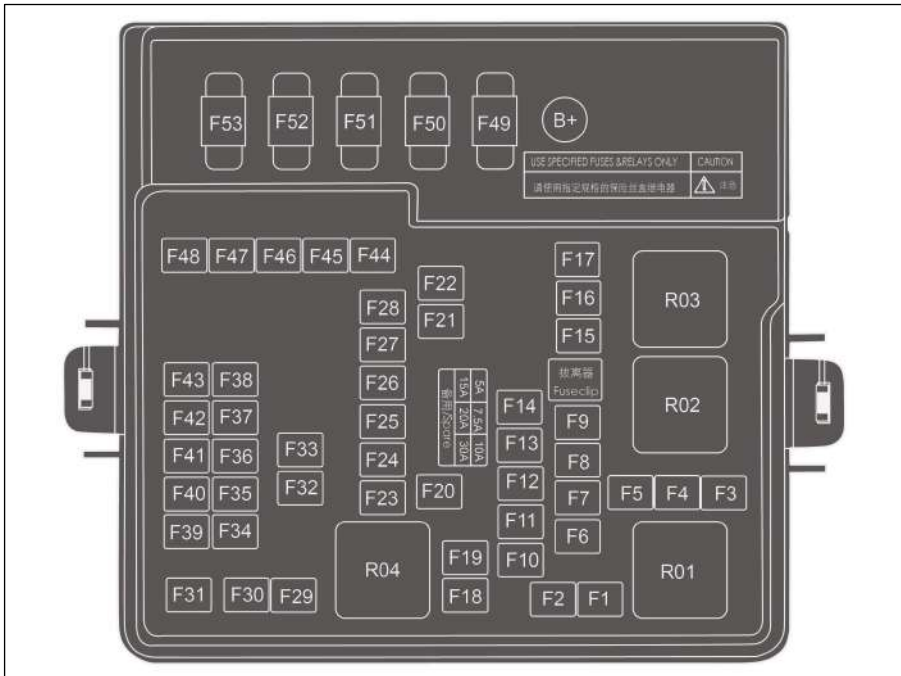 F53 F52 F51 F50 F49 B+
USE SPECIFIED FUSES &RELAYS ONLY CAUTION
请使用指定规格的保险丝盒继电器 注意
F48 F47 F46 F45 F44
F22
F21
F17
F16
F15
R03
F28
F27
F26
F25
F24
F23
拔离器
Fuseclip
R02
5A 7.5A 10A
15A 20A 30A
备用/Spare
F14
F13
F12
F11
F10
F9
F8
F7
F6
F43 F38
F42 F37
F41 F36
F40 F35
F39 F34
F33
F32
F20
F5 F4 F3
F19
F18
R04
R01
F31 F30 F29
F2 F1